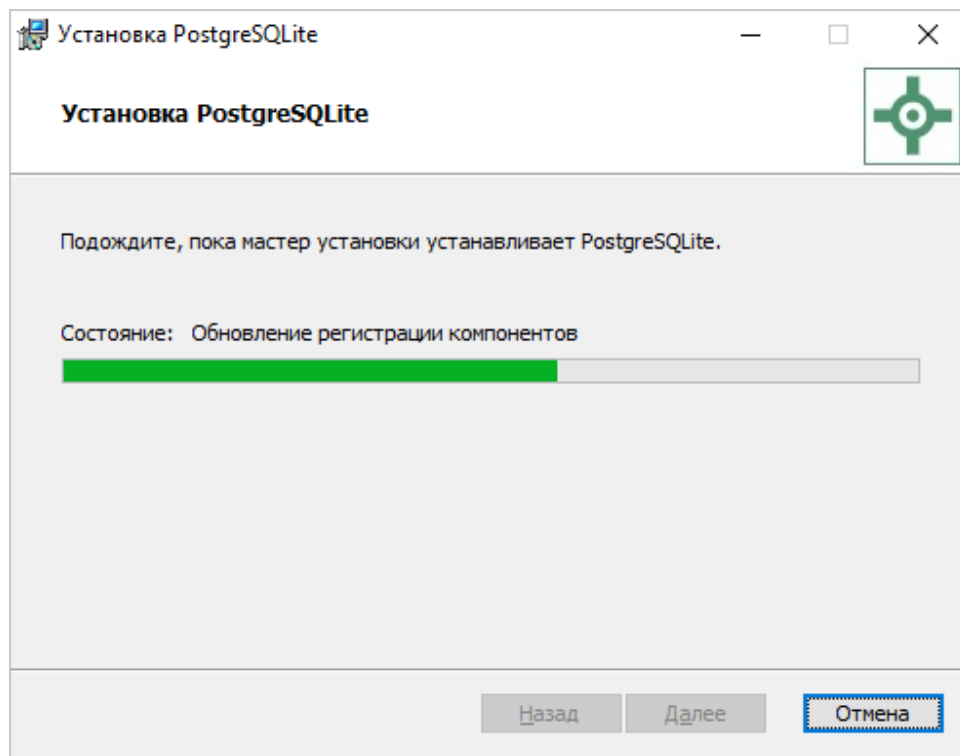 Установка PostgreSQLite
Установка PostgreSQLite
Подождите, пока мастер установки устанавливает PostgreSQLite.
Состояние: Обновление регистрации компонентов
Назад Далее Отмена